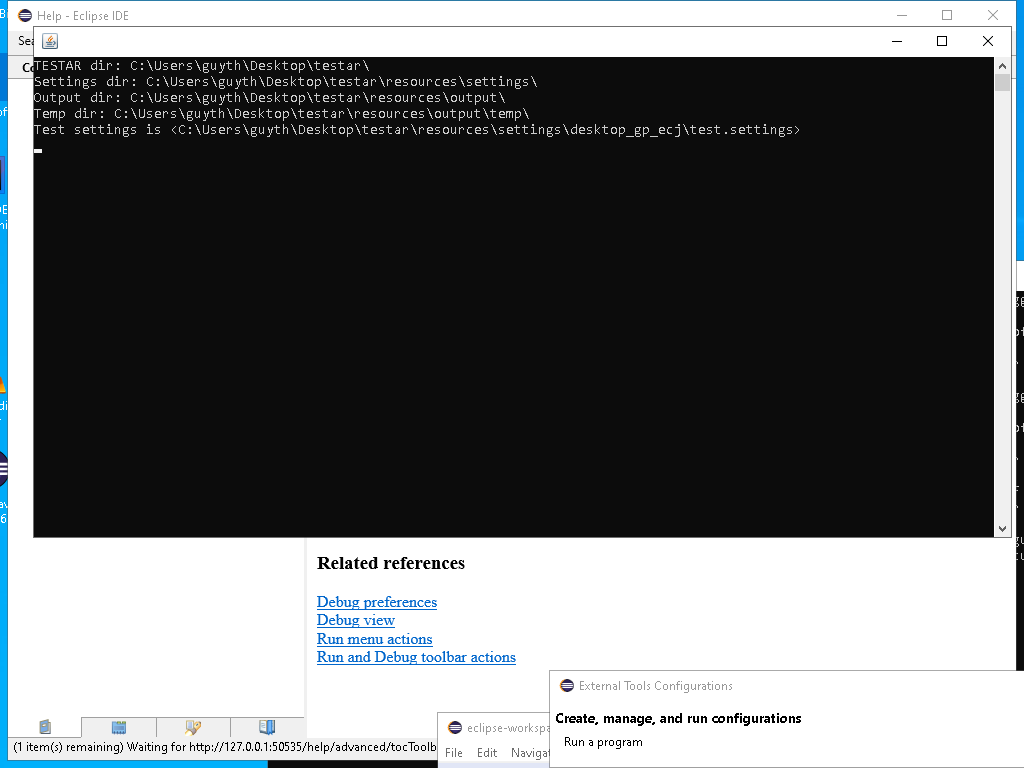 Help - Eclipse IDE
Sea
TESTAR dir: C:\Users\guyth\Desktop\testar\
Settings dir: C:\Users\guyth\Desktop\testar\resources\settings\
Output dir: C:\Users\guyth\Desktop\testar\resources\output\
Temp dir: C:\Users\guyth\Desktop\testar\resources\output\temp\
Test settings is <C:\Users\guyth\Desktop\testar\resources\settings\desktop_gp_ecj\test.settings>
Related references
Debug preferences
Debug view
Run menu actions
Run and Debug toolbar actions
External Tools Configurations
Create, manage, and run configurations
Run a program
eclipse-workspa
File Edit Navigat
(1 item(s) remaining) Waiting for http://127.0.0.1:50535/help/advanced/tocToolb